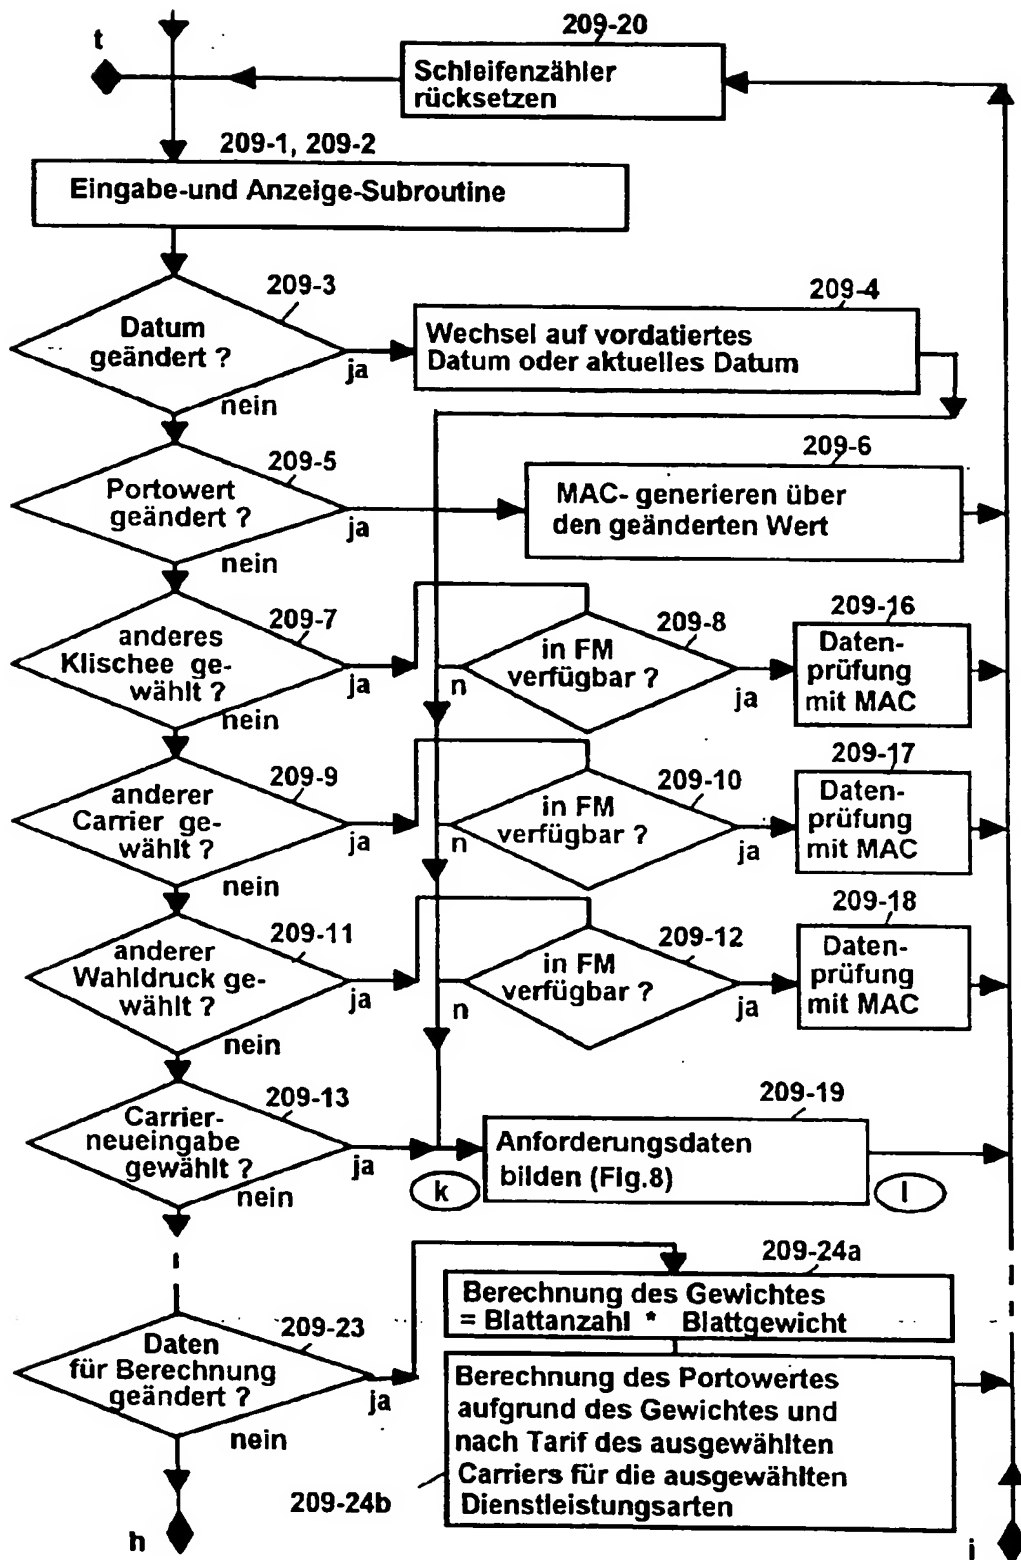 209-20
t
Schleifenzähler
rücksetzen
209-1, 209-2
Eingabe-und Anzeige-Subroutine
209-3
Datum
geändert ?
ja
nein
209-4
Wechsel auf vordatiertes
Datum oder aktuelles Datum
209-5
Portowert
geändert ?
ja
nein
209-6
MAC- generieren über
den geänderten Wert
209-7
anderes
Klischee ge-
wählt ?
ja
nein
209-8
in FM
verfügbar ?
n
ja
209-16
Daten-
prüfung
mit MAC
209-9
anderer
Carrier ge-
wählt ?
ja
nein
209-10
in FM
verfügbar ?
n
ja
209-17
Daten-
prüfung
mit MAC
209-11
anderer
Wahldruck ge-
wählt ?
ja
nein
209-12
in FM
verfügbar ?
n
ja
209-18
Daten-
prüfung
mit MAC
209-13
Carrier-
neueingabe
gewählt ?
ja
nein
209-19
Anforderungsdaten
bilden (Fig.8)
k
l
209-23
Daten
für Berechnung
geändert ?
ja
nein
209-24a
Berechnung des Gewichtes
= Blattanzahl * Blattgewicht
Berechnung des Portowertes
aufgrund des Gewichtes und
nach Tarif des ausgewählten
Carriers für die ausgewählten
Dienstleistungsarten
209-24b
h
i